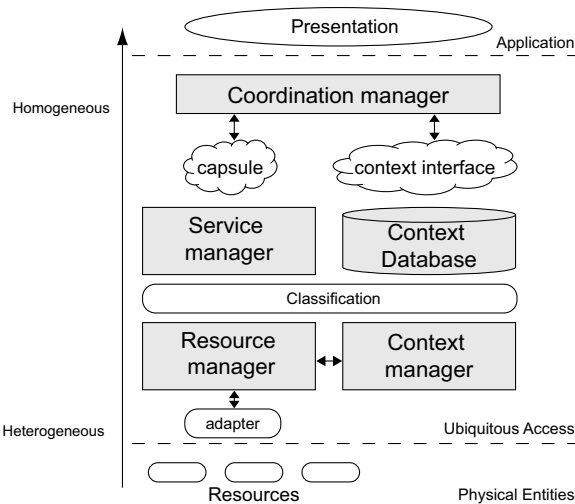 Presentation
Application
Coordination manager
Homogeneous
capsule
context interface
Service
manager
Context
Database
Classification
Resource
manager
Context
manager
adapter
Heterogeneous
Ubiquitous Access
Resources
Physical Entities